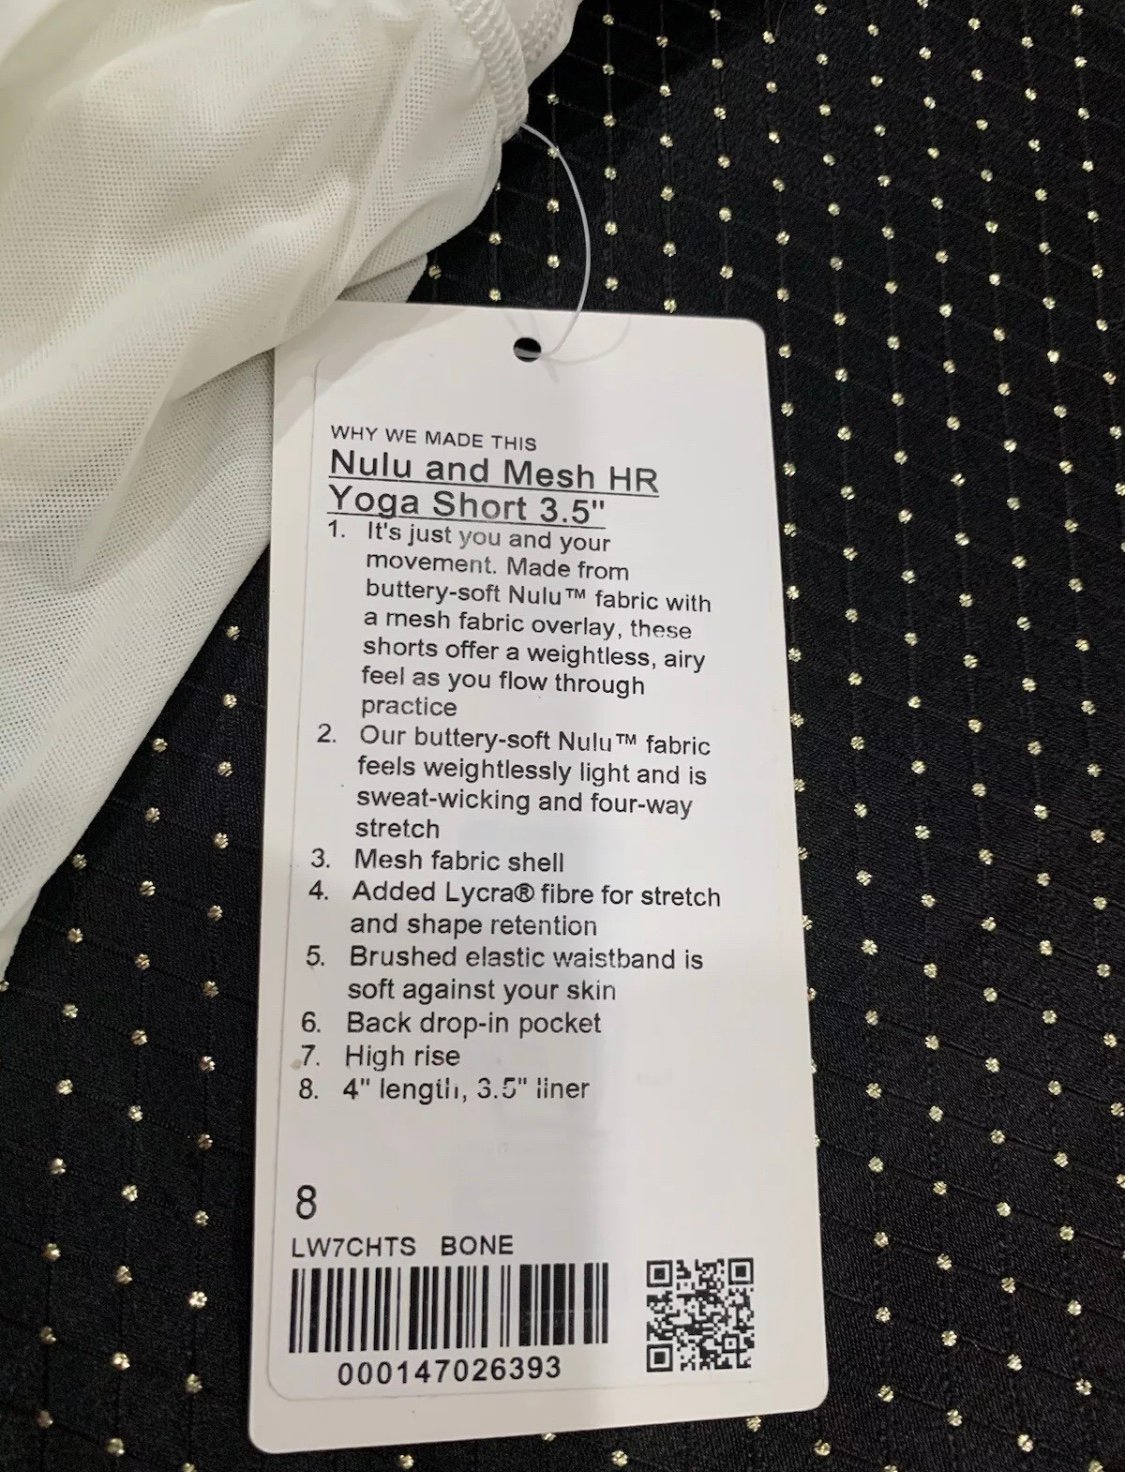 WHY WE MADE THIS
Nulu and Mesh HR
Yoga Short 3.5"
1. It's just you and your
movement. Made from
buttery-soft Nulu™ fabric with
a mesh fabric overlay, these
shorts offer a weightless, airy
feel as you flow through
practice
2. Our buttery-soft Nulu™ fabric
feels weightlessly light and is
sweat-wicking and four-way
stretch
3. Mesh fabric shell
4. Added Lycra® fibre for stretch
and shape retention
5. Brushed elastic waistband is
soft against your skin
6. Back drop-in pocket
7. High rise
8. 4" length, 3.5" liner
8
LW7CHTS BONE
000147026393